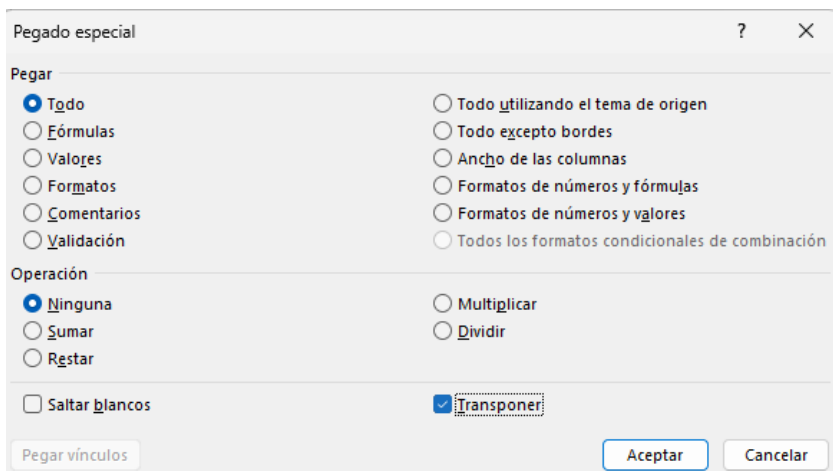 Pegado especial ?
Pegar
Todo
Fórmulas
Valores
Formatos
Comentarios
Validación
Todo utilizando el tema de origen
Todo excepto bordes
Ancho de las columnas
Formatos de números y fórmulas
Formatos de números y valores
Todos los formatos condicionales de combinación
Operación
Ninguna
Sumar
Restar
Multiplicar
Dividir
Saltar blancos
Transponer
Pegar vínculos
Aceptar
Cancelar